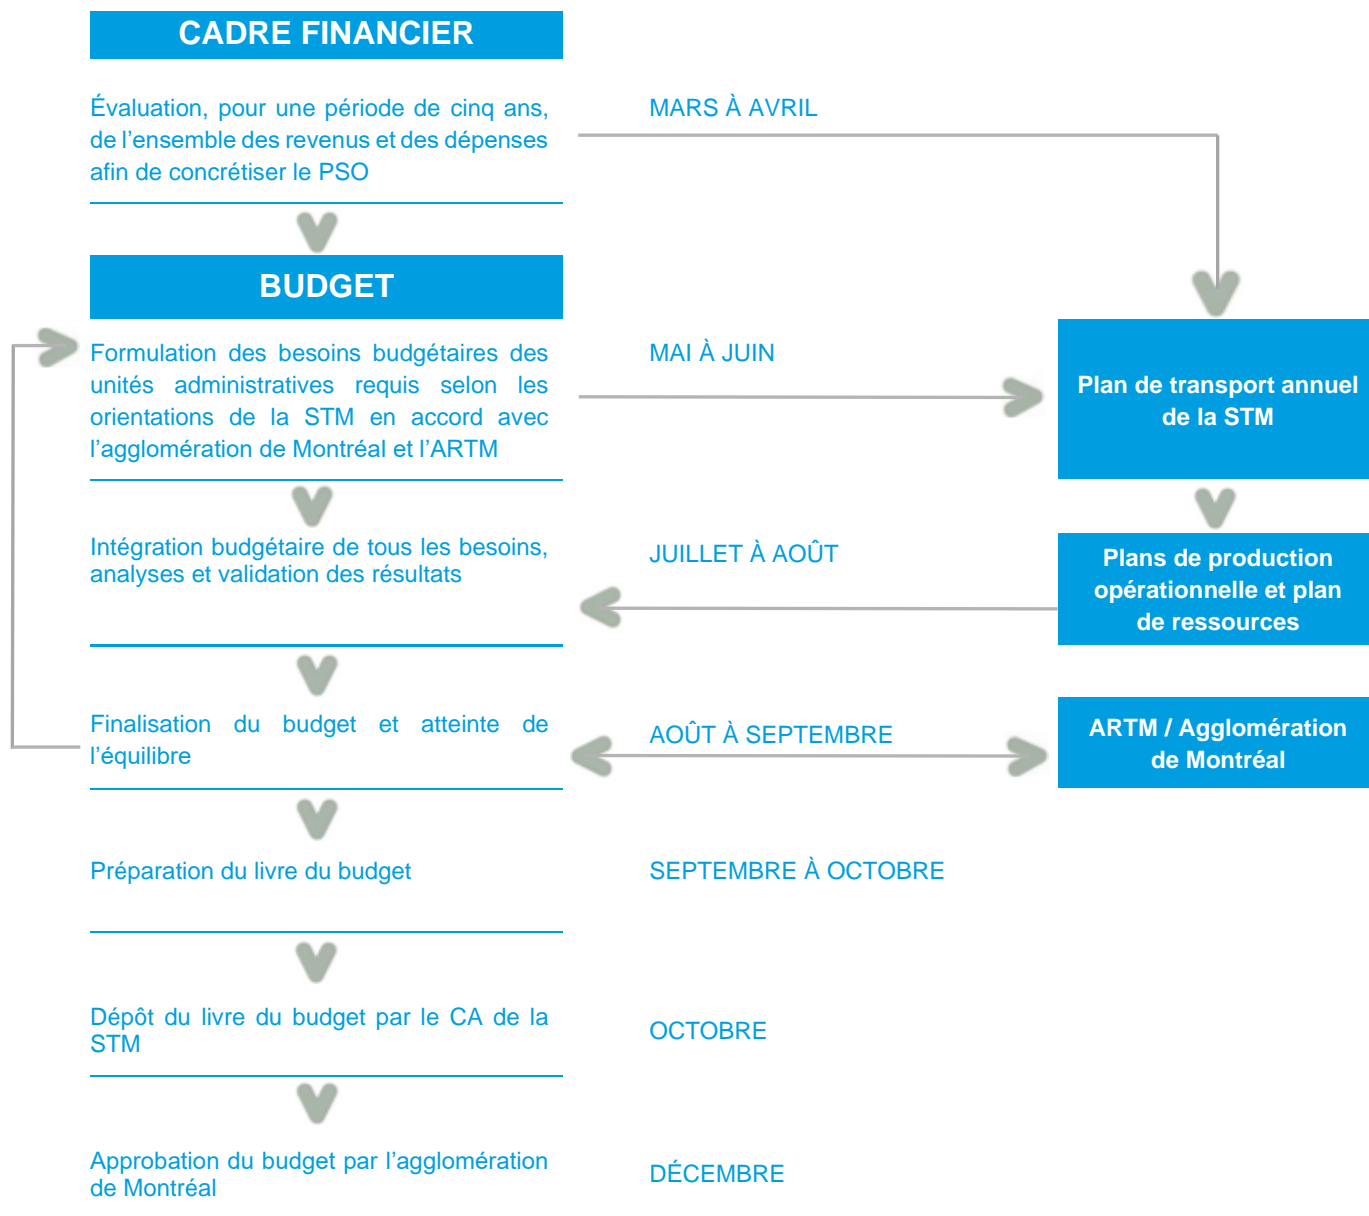 CADRE FINANCIER
Évaluation, pour une période de cinq ans,
de l'ensemble des revenus et des dépenses
afin de concrétiser le PSO
MARS À AVRIL
BUDGET
Formulation des besoins budgétaires des
unités administratives requis selon les
orientations de la STM en accord avec
l'agglomération de Montréal et l'ARTM
MAI À JUIN
Plan de transport annuel
de la STM
Intégration budgétaire de tous les besoins,
analyses et validation des résultats
JUILLET À AOÛT
Plans de production
opérationnelle et plan
de ressources
Finalisation du budget et atteinte de
l'équilibre
AOÛT À SEPTEMBRE
ARTM / Agglomération
de Montréal
Préparation du livre du budget
SEPTEMBRE À OCTOBRE
Dépôt du livre du budget par le CA de la
STM
OCTOBRE
Approbation du budget par l'agglomération
de Montréal
DÉCEMBRE